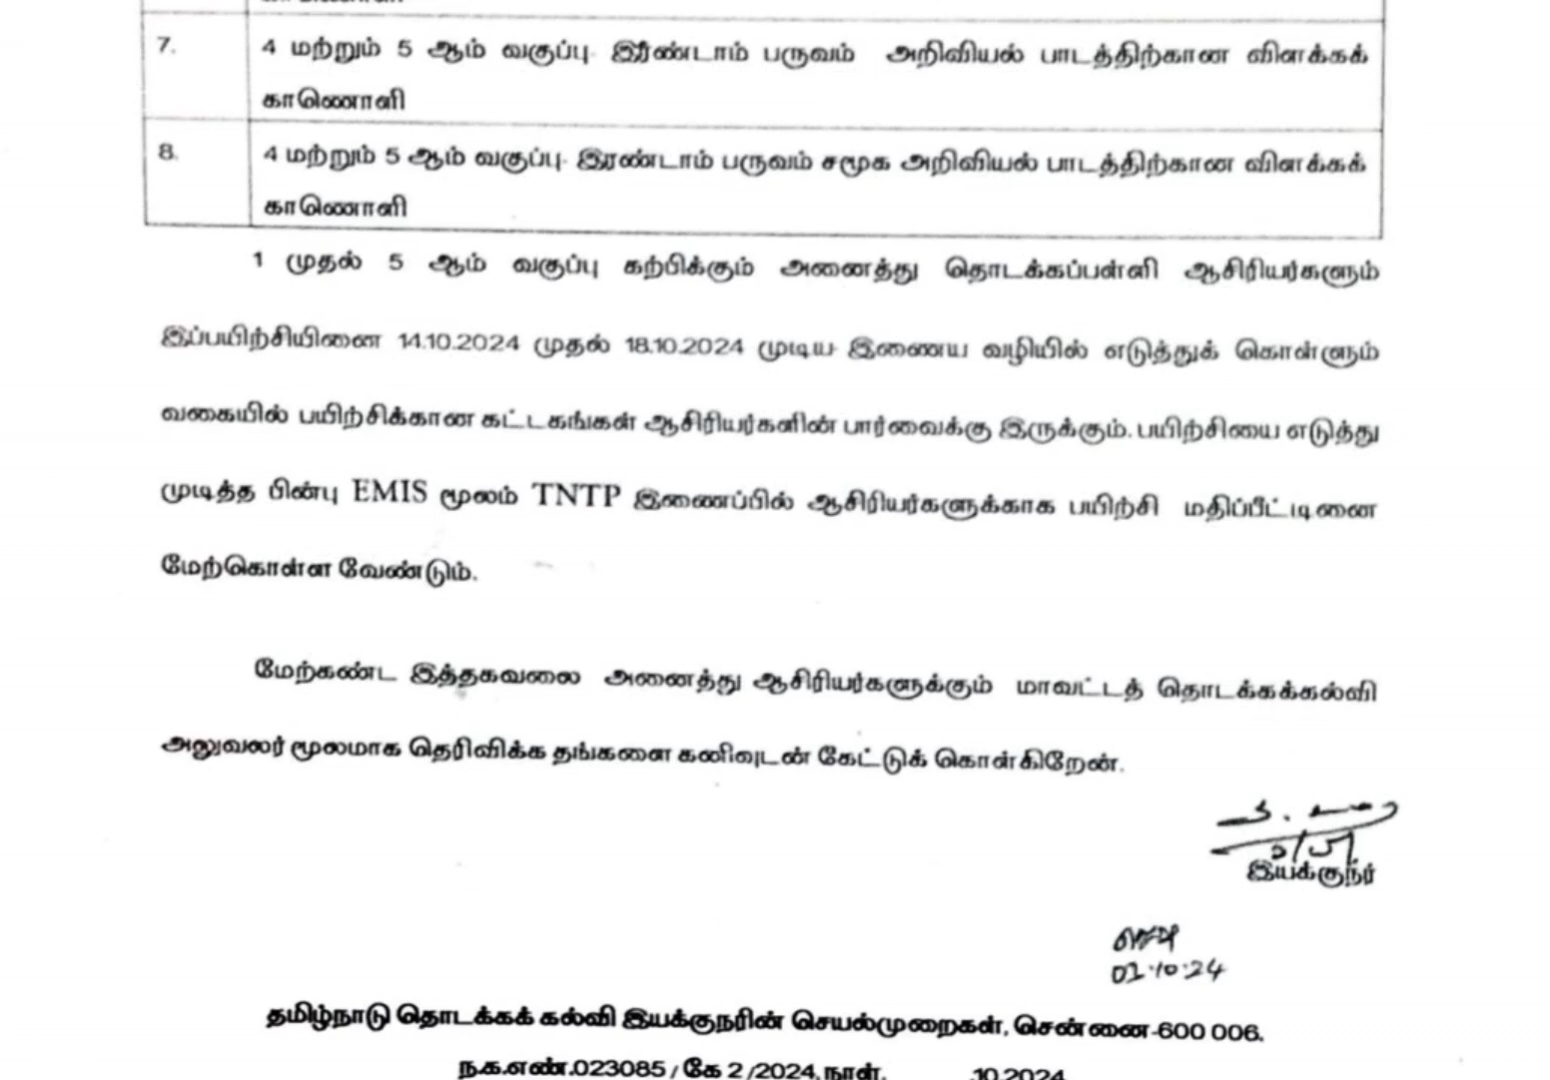 7.
4 மற்றும் 5 ஆம் வகுப்பு- இரண்டாம் பருவம் அறிவியல் பாடத்திற்கான விளக்கக்
காணொளி
8.
4 மற்றும் 5 ஆம் வகுப்பு- இரண்டாம் பருவம் சமூக அறிவியல் பாடத்திற்கான விளக்கக்
காணொளி
1 முதல் 5 ஆம் வகுப்பு கற்பிக்கும் அனைத்து தொடக்கப்பள்ளி ஆசிரியர்களும்
இப்பயிற்சியினை 14.10.2024 முதல் 18.10.2024 முடிய இணைய வழியில் எடுத்துக் கொள்ளும்
வகையில் பயிற்சிக்கான கட்டகங்கள் ஆசிரியர்களின் பார்வைக்கு இருக்கும். பயிற்சியை எடுத்து
முடித்த பின்பு EMIS மூலம் TNTP இணைப்பில் ஆசிரியர்களுக்காக பயிற்சி மதிப்பீட்டினை
மேற்கொள்ள வேண்டும்.
மேற்கண்ட இத்தகவலை அனைத்து ஆசிரியர்களுக்கும் மாவட்டத் தொடக்கக்கல்வி
அலுவலர் மூலமாக தெரிவிக்க தங்களை கனிவுடன் கேட்டுக் கொள்கிறேன்.
இயக்குநர்
தமிழ்நாடு தொடக்கக் கல்வி இயக்குநரின் செயல்முறைகள், சென்னை-600 006.
ந.க.எண்.023085 / கே 2 /2024, நாள். .10.2024